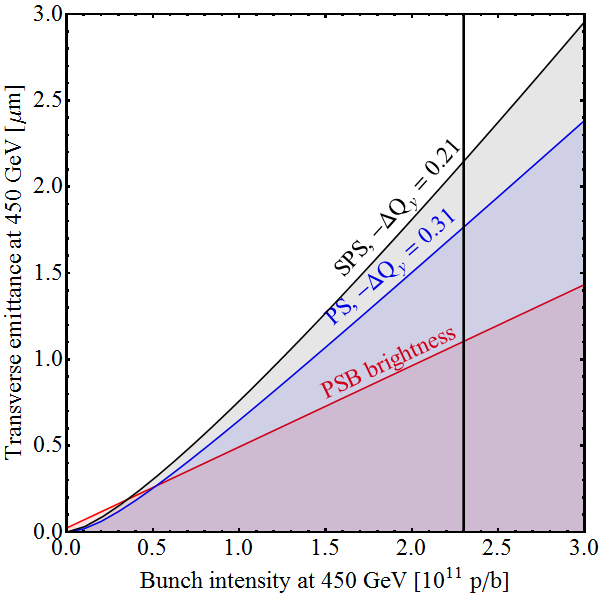 3.0
2.5
2.0
1.5
1.0
0.5
0.0
Transverse emittance at 450 GeV [μm]
SPS, −ΔQy = 0.21
PS, −ΔQy = 0.31
PSB brightness
0.0 0.5 1.0 1.5 2.0 2.5 3.0
Bunch intensity at 450 GeV [10¹¹ p/b]